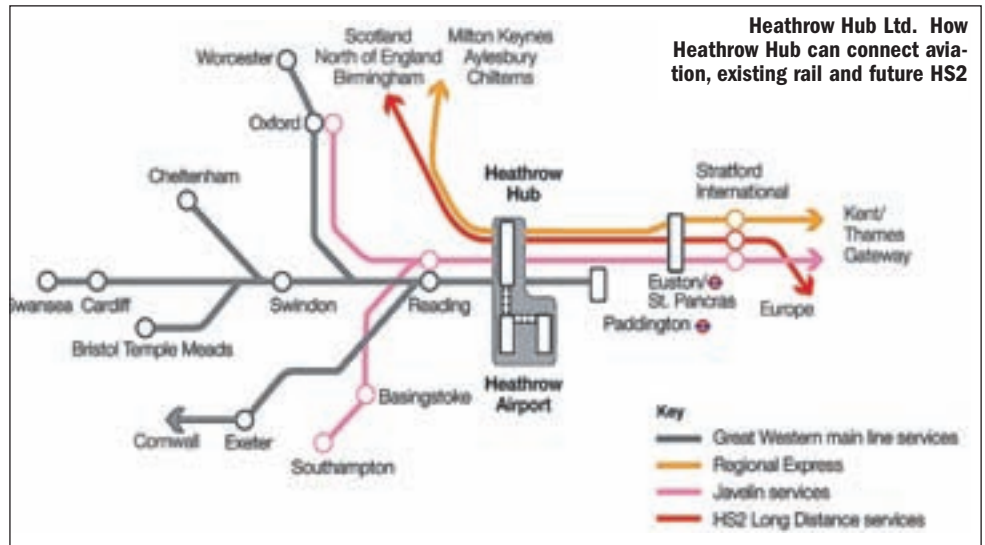 Heathrow Hub Ltd. How
Heathrow Hub can connect avia-
tion, existing rail and future HS2
Scotland
North of England
Birmingham
Milton Keynes
Aylesbury
Chilterns
Worcester
Oxford
Cheltenham
Heathrow
Hub
Stratford
International
Kent/
Thames
Gateway
Swansea
Cardiff
Swindon
Reading
Euston/
St. Pancras
Paddington
Europe
Bristol Temple Meads
Basingstoke
Heathrow
Airport
Cornwall
Exeter
Southampton
Key
Great Western main line services
Regional Express
Javelin services
HS2 Long Distance services